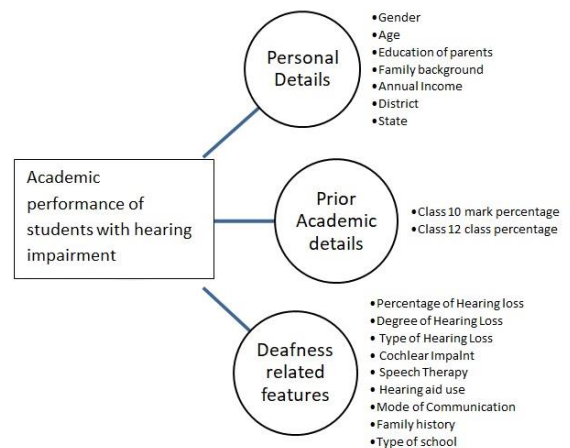 Academic
performance of
students with hearing
impairment
Personal
Details
•Gender
•Age
•Education of parents
•Family background
•Annual Income
•District
•State
Prior
Academic
details
•Class 10 mark percentage
•Class 12 class percentage
Deafness
related
features
•Percentage of Hearing loss
•Degree of Hearing Loss
• Type of Hearing Loss
• Cochlear Impalnt
• Speech Therapy
• Hearing aid use
•Mode of Communication
•Family history
•Type of school